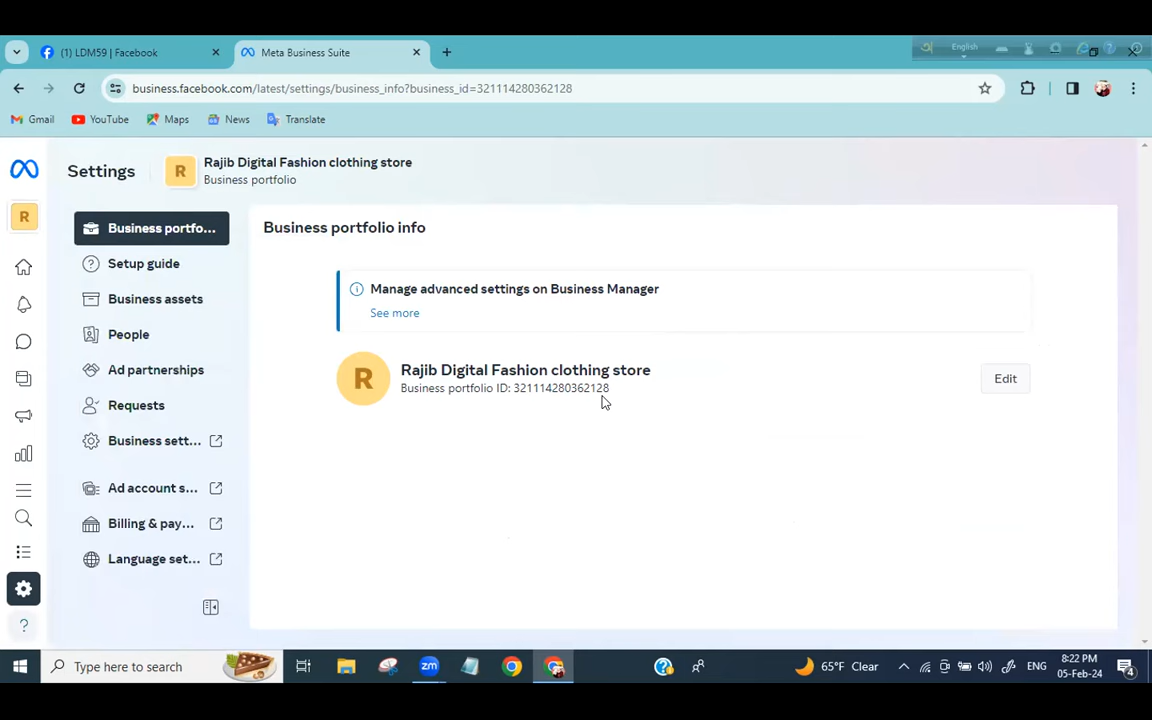 (1) LDM59 | Facebook
Meta Business Suite
English
business.facebook.com/latest/settings/business_info?business_id=321114280362128
Gmail
YouTube
Maps
News
Translate
Settings
R
Rajib Digital Fashion clothing store
Business portfolio
R
Business portfo...
Setup guide
Business assets
People
Ad partnerships
Requests
Business sett...
Ad account s...
Billing & pay...
Language set...
Business portfolio info
Manage advanced settings on Business Manager
See more
R
Rajib Digital Fashion clothing store
Business portfolio ID: 321114280362128
Edit
Type here to search
zm
65°F Clear
ENG
8:22 PM
05-Feb-24
4